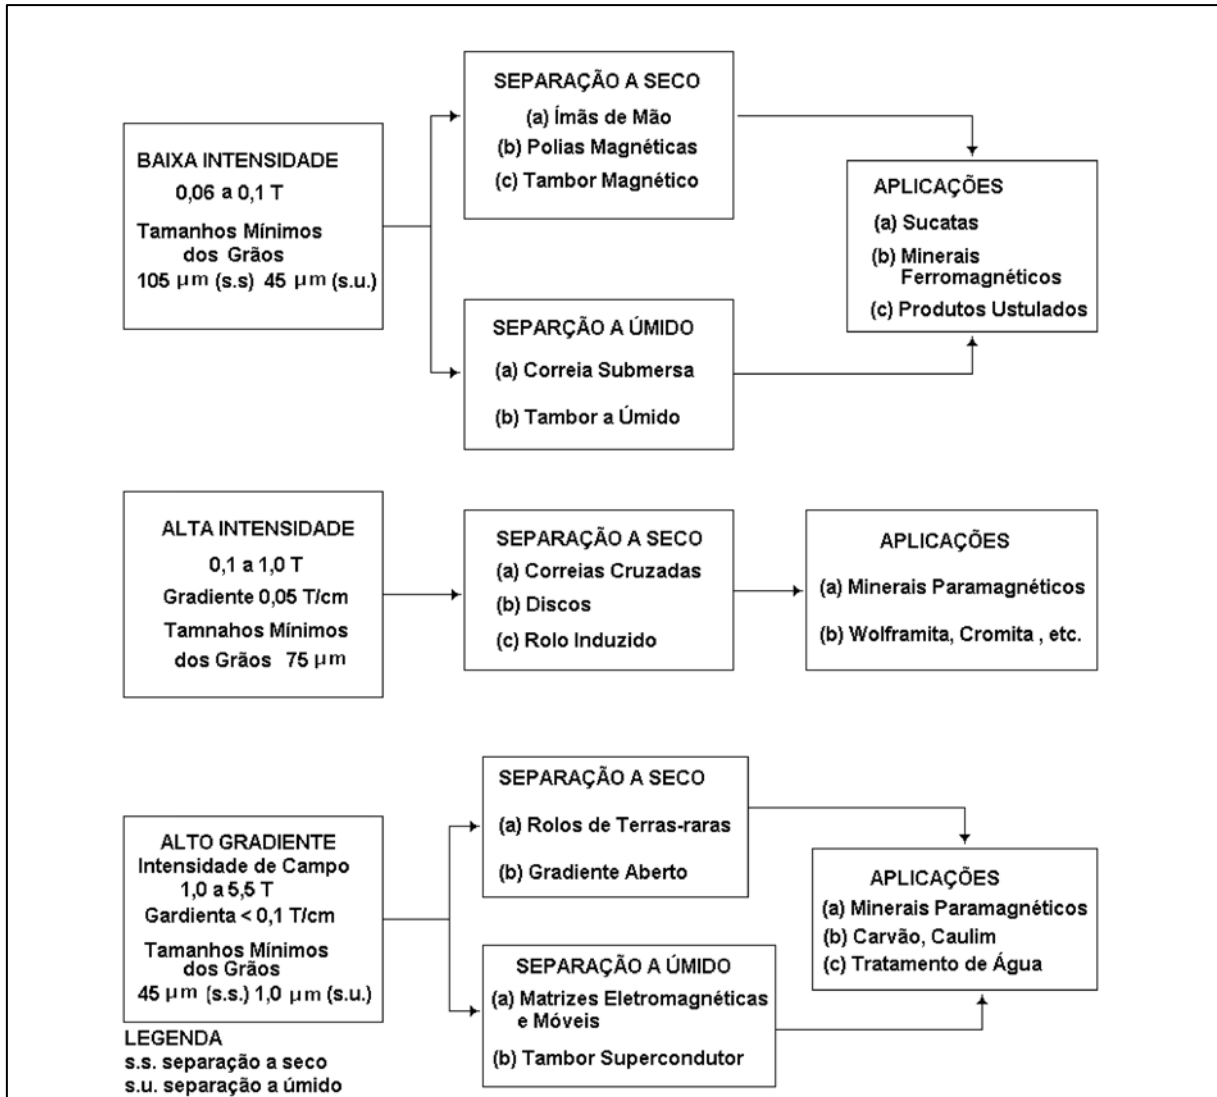 BAIXA INTENSIDADE
0,06 a 0,1 T
Tamanhos Mínimos
dos Grãos
105 μm (s.s) 45 μm (s.u.)
SEPARAÇÃO A SECO
(a) Ímãs de Mão
(b) Polias Magnéticas
(c) Tambor Magnético
SEPARÇÃO A ÚMIDO
(a) Correia Submersa
(b) Tambor a Úmido
APLICAÇÕES
(a) Sucatas
(b) Minerais
Ferromagnéticos
(c) Produtos Ustulados
ALTA INTENSIDADE
0,1 a 1,0 T
Gradiente 0,05 T/cm
Tamnahos Mínimos
dos Grãos 75 μm
SEPARAÇÃO A SECO
(a) Correias Cruzadas
(b) Discos
(c) Rolo Induzido
APLICAÇÕES
(a) Minerais Paramagnéticos
(b) Wolframita, Cromita , etc.
ALTO GRADIENTE
Intensidade de Campo
1,0 a 5,5 T
Gardienta < 0,1 T/cm
Tamanhos Mínimos
dos Grãos
45 μm (s.s.) 1,0 μm (s.u.)
SEPARAÇÃO A SECO
(a) Rolos de Terras-raras
(b) Gradiente Aberto
SEPARAÇÃO A ÚMIDO
(a) Matrizes Eletromagnéticas
e Móveis
(b) Tambor Supercondutor
APLICAÇÕES
(a) Minerais Paramagnéticos
(b) Carvão, Caulim
(c) Tratamento de Água
LEGENDA
s.s. separação a seco
s.u. separação a úmido